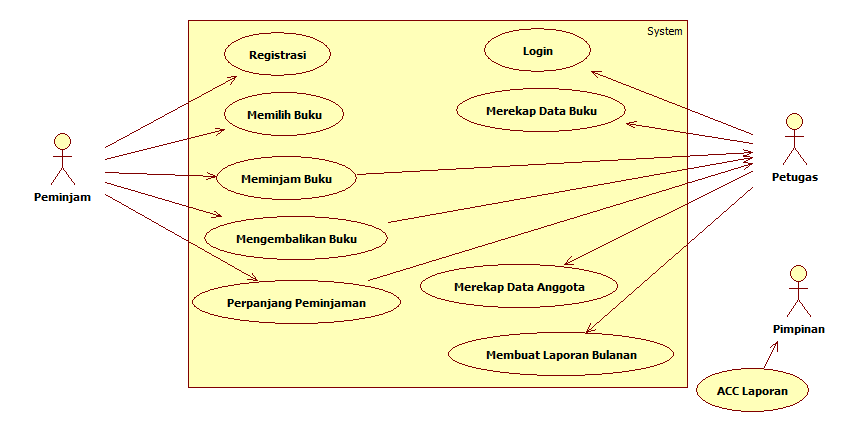 System
Registrasi
Login
Memilih Buku
Merekap Data Buku
Peminjam
Meminjam Buku
Petugas
Mengembalikan Buku
Perpanjang Peminjaman
Merekap Data Anggota
Pimpinan
Membuat Laporan Bulanan
ACC Laporan